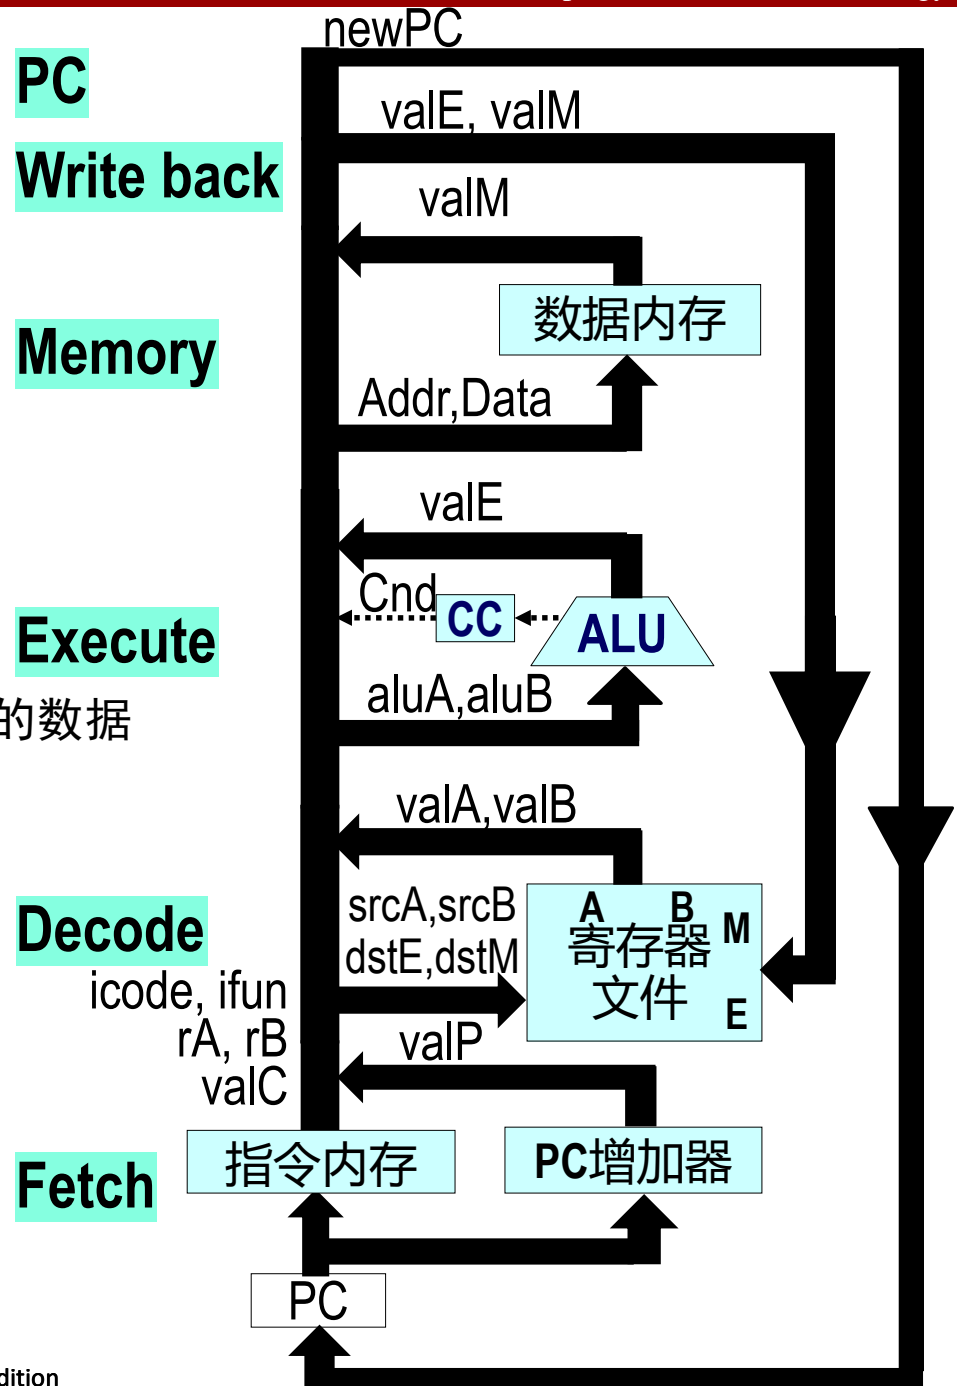 newPC
PC
valE, valM
Write back
valM
数据内存
Memory
Addr,Data
valE
Cnd
CC
ALU
Execute
aluA,aluB
的数据
valA,valB
srcA,srcB
dstE,dstM
A
B
M
E
寄存器
文件
Decode
icode, ifun
rA, rB
valC
valP
指令内存
PC增加器
Fetch
PC
dition